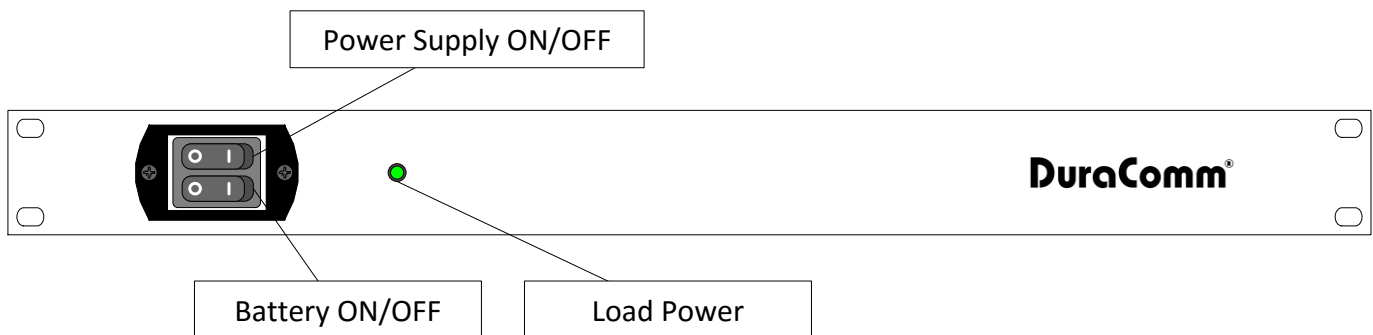 Power Supply ON/OFF
O I
DuraComm®
O I
Battery ON/OFF
Load Power